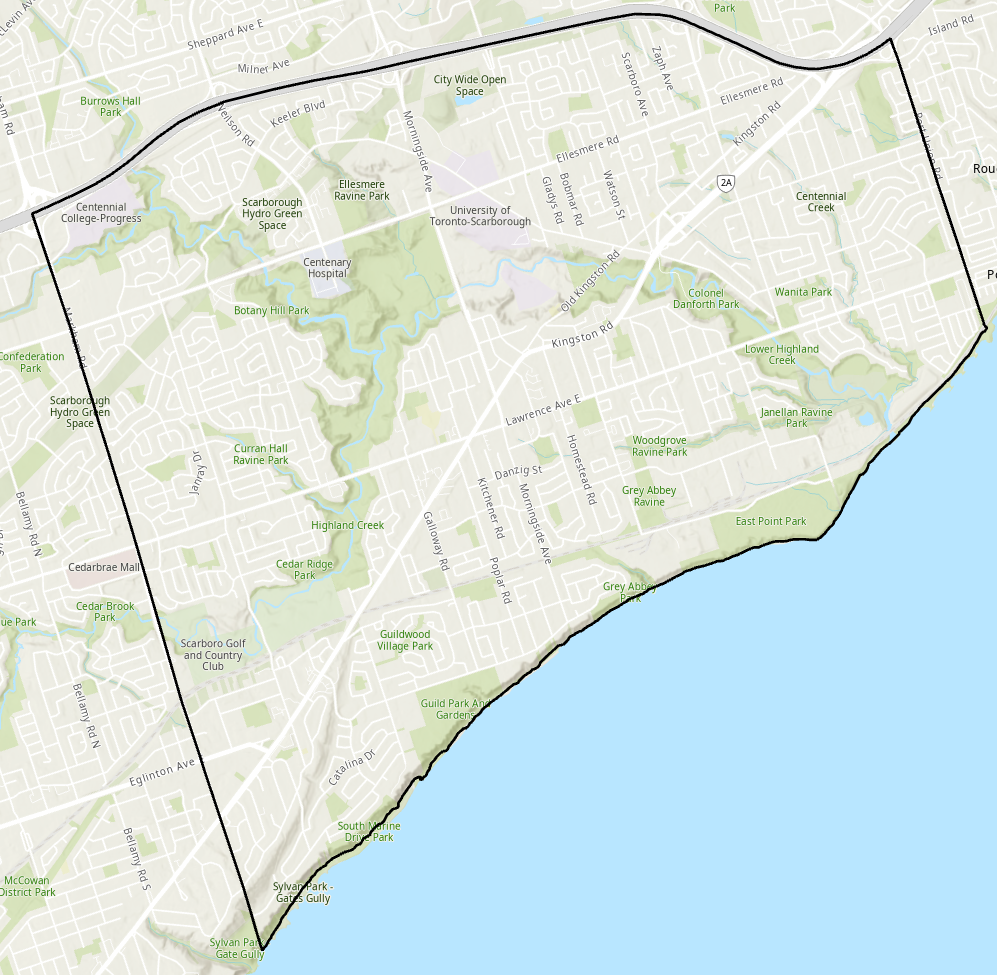 Park
Island Rd
Sheppard Ave E
Milner Ave
City Wide Open
Space
Scarboro Ave
Zaph Ave
Ellesmere Rd
Burrows Hall
Park
Nelson Rd
Keeler Blvd
Morningside Ave
Kingston Rd
Ellesmere Rd
2A
Ellesmere
Ravine Park
Gladys Rd
Bobmar Rd
Watson St
Centennial
College-Progress
Scarborough
Hydro Green
Space
University of
Toronto-Scarborough
Centennial
Creek
Centenary
Hospital
Old Kingston Rd
Botany Hill Park
Colonel
Danforth Park
Wanita Park
Markham Rd
Kingston Rd
Confederation
Park
Lower Highland
Creek
Scarborough
Hydro Green
Space
Lawrence Ave E
Janellan Ravine
Park
Curran Hall
Ravine Park
Janray Dr
Homestead Rd
Woodgrove
Ravine Park
Danzig St
Kitchener Rd
Morningside Ave
Grey Abbey
Ravine
Bellamy Rd N
Galloway Rd
Highland Creek
East Point Park
Cedarbrae Mall
Cedar Ridge
Park
Poplar Rd
Grey Abbey
Park
Cedar Brook
Park
ue Park
Scarboro Golf
and Country
Club
Guildwood
Village Park
Bellamy Rd N
Guild Park And
Gardens
Eglinton Ave
Catalina Dr
South Marine
Drive Park
Bellamy Rd S
McCowan
District Park
Sylvan Park -
Gates Gully
Sylvan Park
Gate Gully